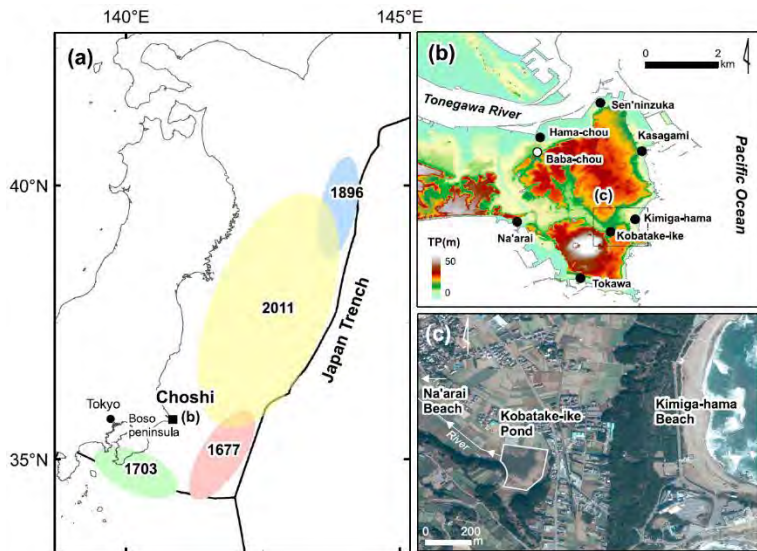 140°E
145°E
(a)
40°N
1896
2011
Japan Trench
Choshi
Tokyo
(b)
Boso
peninsula
1677
35°N
1703
(b)
0
2
km
Tonegawa River
Sen'ninzuka
Hama-chou
Kasagami
Baba-chou
Pacific Ocean
(c)
Kimiga-hama
Na'arai
Kobatake-ike
TP(m)
50
0
Tokawa
(c)
Na'arai
Beach
Kobatake-ike
Pond
Kimiga-hama
Beach
River
0
200
m